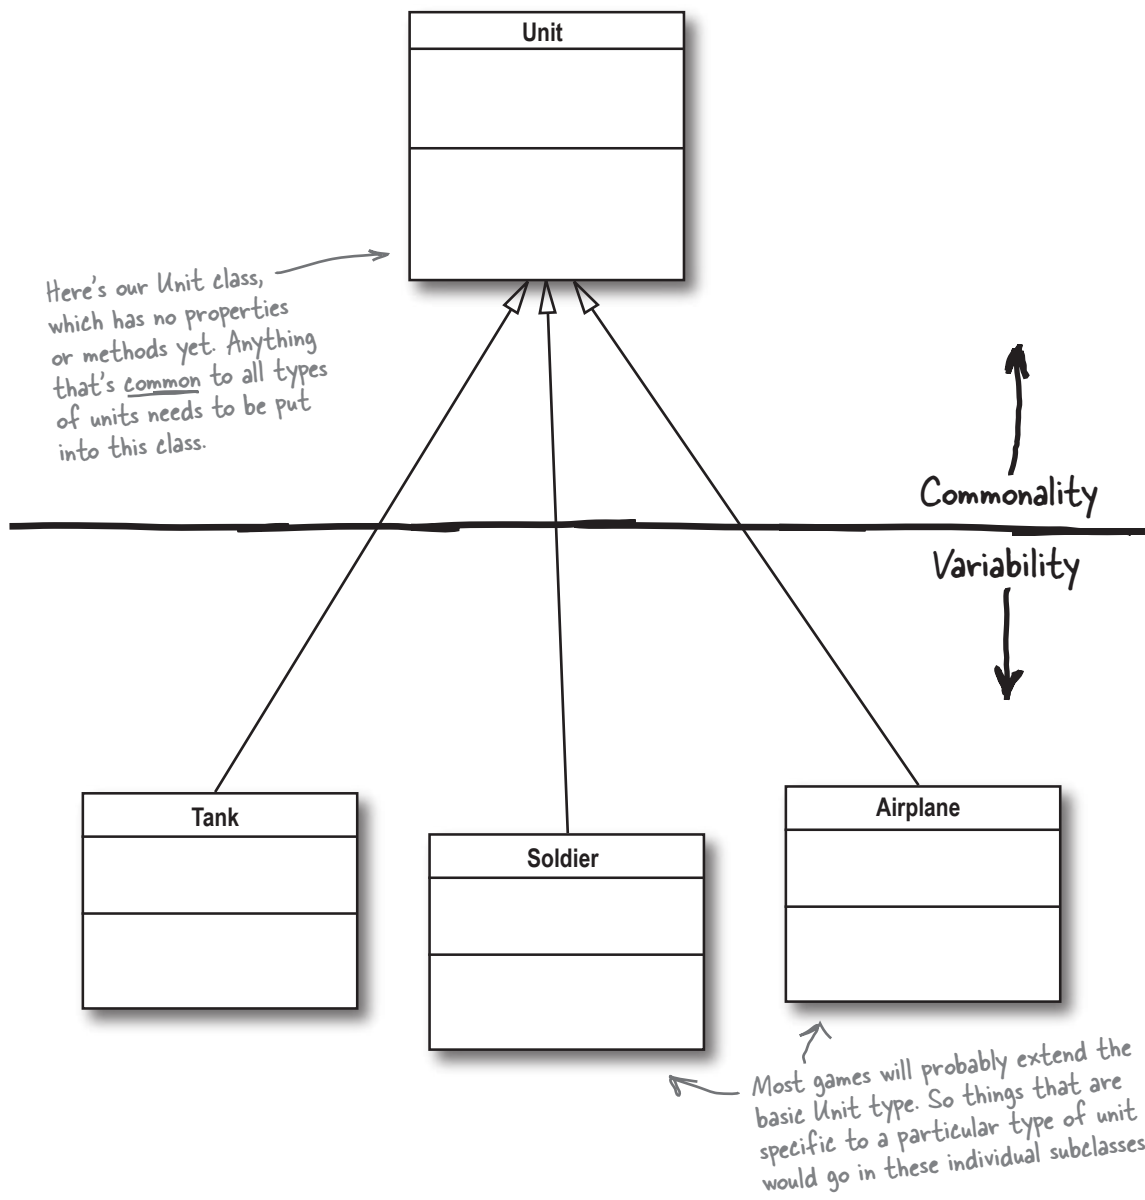 Unit
Here's our Unit class,
which has no properties
or methods yet. Anything
that's common to all types
of units needs to be put
into this class.
Commonality
Variability
Tank
Soldier
Airplane
Most games will probably extend the
basic Unit type. So things that are
specific to a particular type of unit
would go in these individual subclasses